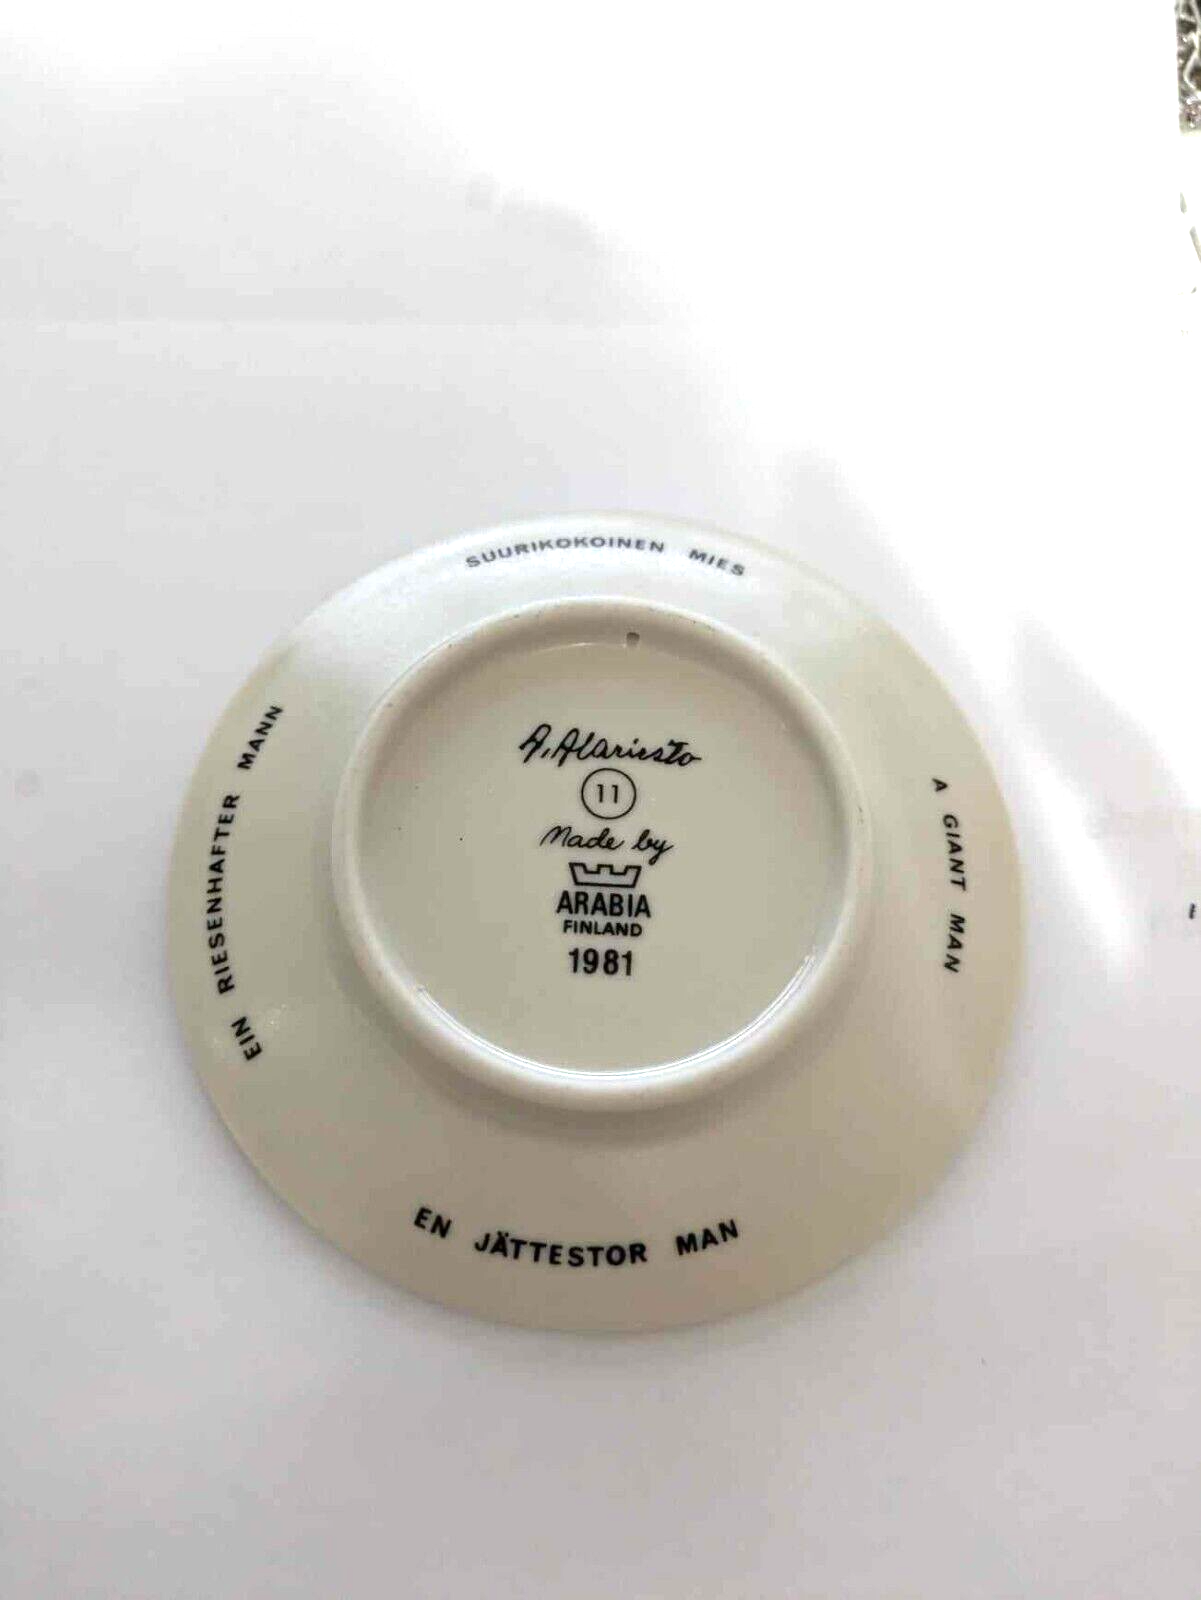 SUURIKOKOINEN MIES
A GIANT MAN
EN JÄTTESTOR MAN
EIN RIESENHAFTER MANN
A. Alariesto
11
Made by
ARABIA
FINLAND
1981